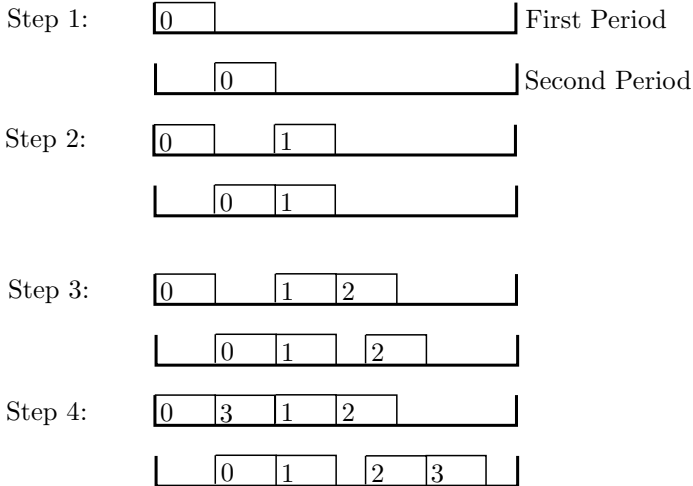 Step 1: 0 First Period
0 Second Period
Step 2: 0 1
0 1
Step 3: 0 1 2
0 1 2
Step 4: 0 3 1 2
0 1 2 3